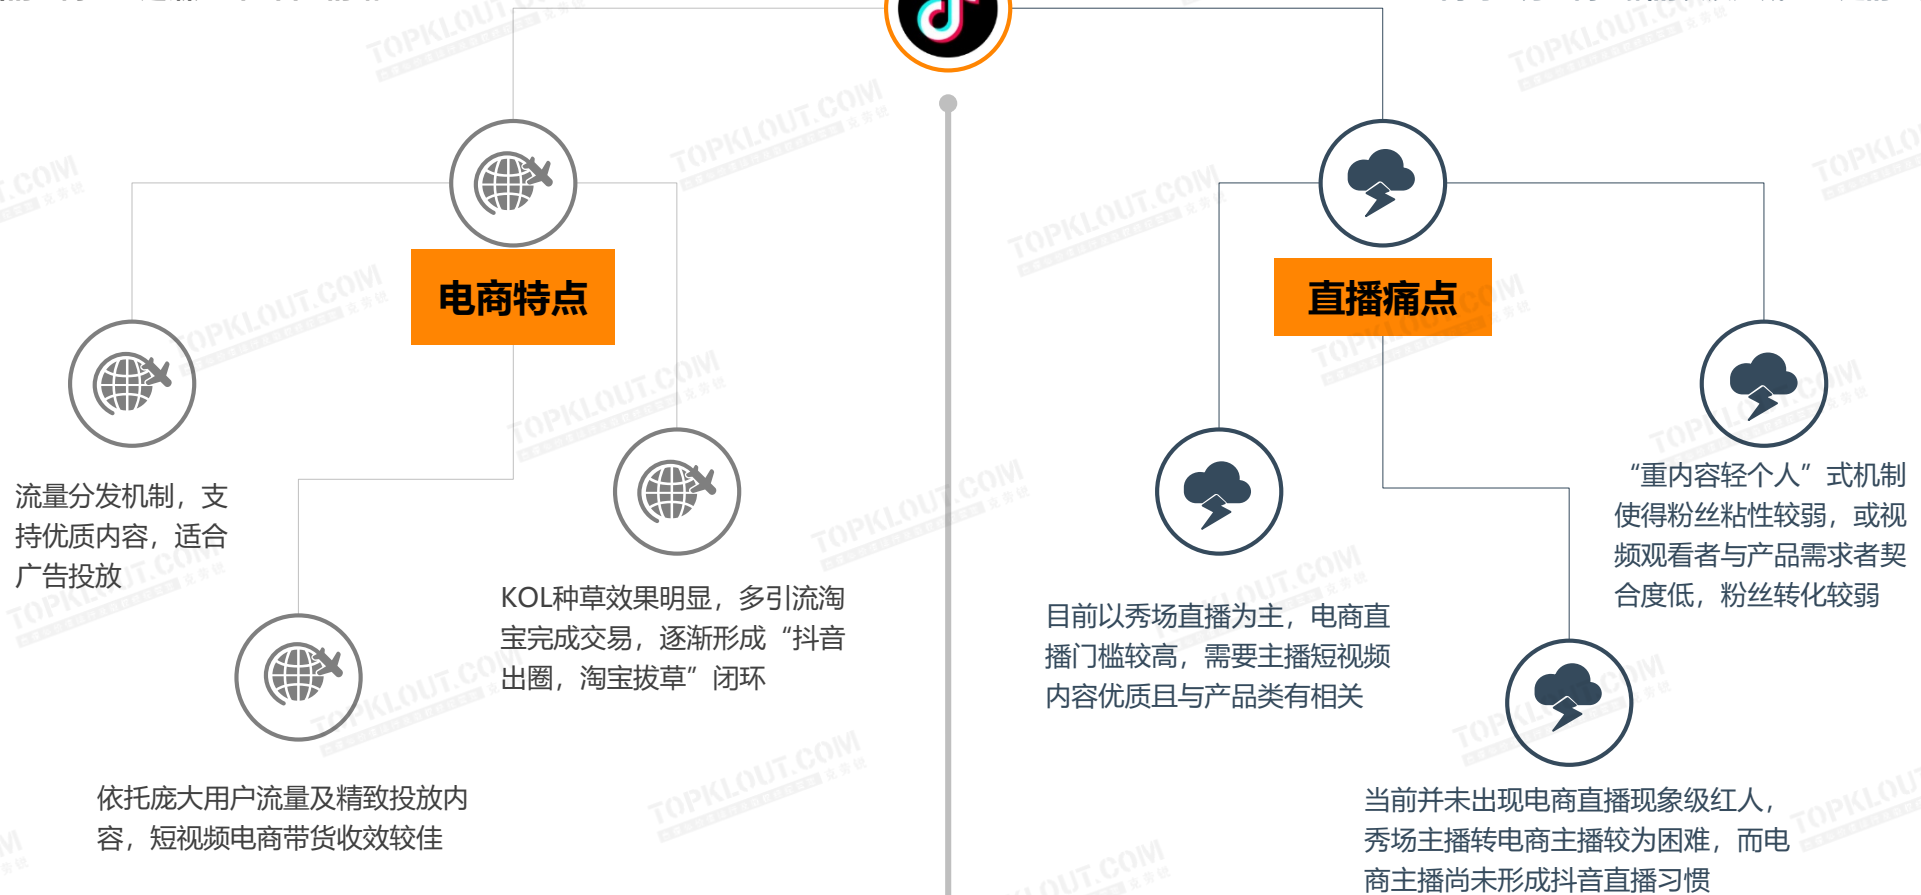 电商特点
流量分发机制，支
持优质内容，适合
广告投放
依托庞大用户流量及精致投放内
容，短视频电商带货收效较佳
KOL种草效果明显，多引流淘
宝完成交易，逐渐形成“抖音
出圈，淘宝拔草”闭环
直播痛点
目前以秀场直播为主，电商直
播门槛较高，需要主播短视频
内容优质且与产品类有相关
当前并未出现电商直播现象级红人，
秀场主播转电商主播较为困难，而电
商主播尚未形成抖音直播习惯
“重内容轻个人”式机制
使得粉丝粘性较弱，或视
频观看者与产品需求者契
合度低，粉丝转化较弱
TOPKLOUT.COM
克劳锐